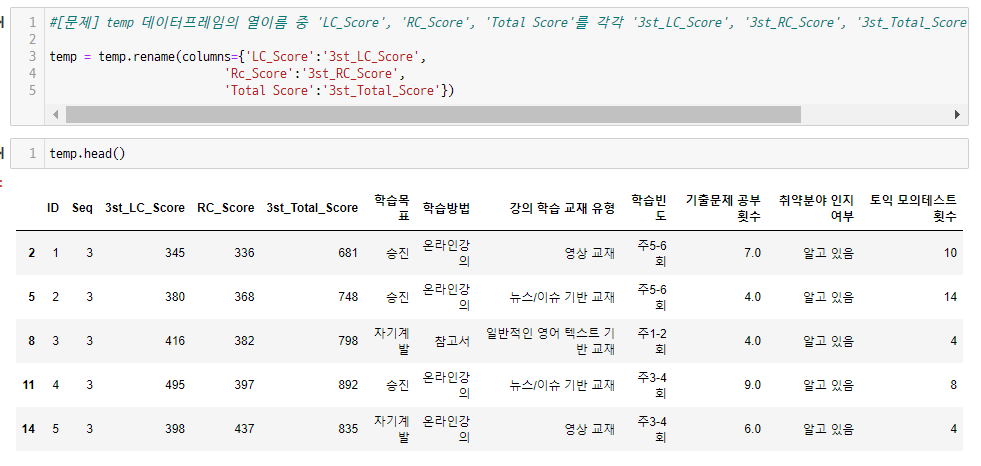 1 #[문제] temp 데이터프레임의 열이름 중 'LC_Score', 'RC_Score', 'Total Score'를 각각 '3st_LC_Score', '3st_RC_Score', '3st_Total_Score
2
3 temp = temp.rename(columns={'LC_Score':'3st_LC_Score',
4 'Rc_Score':'3st_RC_Score',
5 'Total Score':'3st_Total_Score'})
1 temp.head()
ID Seq 3st_LC_Score RC_Score 3st_Total_Score 학습목표 학습방법 강의 학습 교재 유형 학습빈도 기출문제 공부 횟수 취약분야 인지 여부 토익 모의테스트 횟수
2 1 3 345 336 681 승진 온라인강의 영상 교재 주5-6회 7.0 알고 있음 10
5 2 3 380 368 748 승진 온라인강의 뉴스/이슈 기반 교재 주5-6회 4.0 알고 있음 14
8 3 3 416 382 798 자기계발 참고서 일반적인 영어 텍스트 기반 교재 주1-2회 4.0 알고 있음 4
11 4 3 495 397 892 승진 온라인강의 뉴스/이슈 기반 교재 주3-4회 9.0 알고 있음 8
14 5 3 398 437 835 자기계발 온라인강의 영상 교재 주3-4회 6.0 알고 있음 4